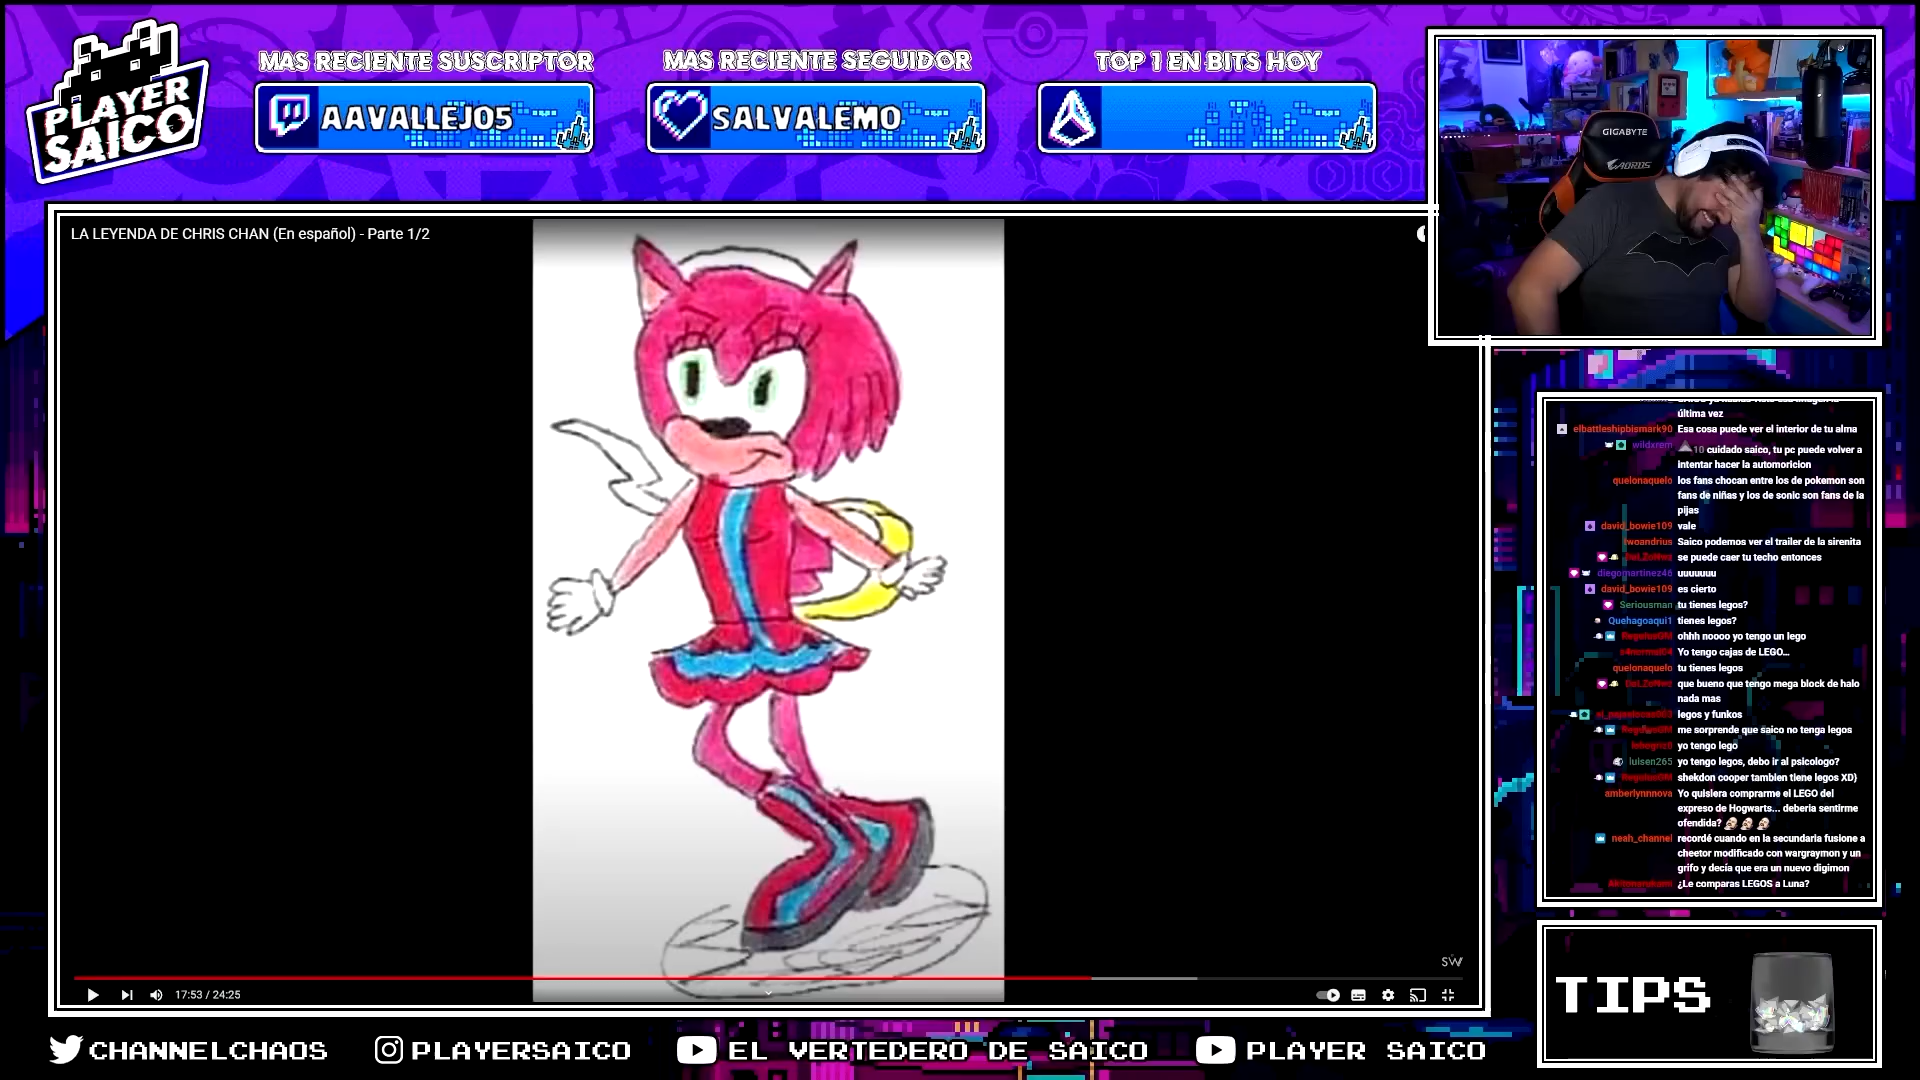 PLAYER
SAICO
MAS RECIENTE SUSCRIPTOR
AAVALLEJO5
MAS RECIENTE SEGUIDOR
SALVALEMO
TOP 1 EN BITS HOY
GIGABYTE
AORUS
LA LEYENDA DE CHRIS CHAN (En español) - Parte 1/2
última vez
elbattleshipbismark90 Esa cosa puede ver el interior de tu alma
wildxrem 10 cuidado saico, tu pc puede volver a
intentar hacer la automoricion
quelonaquelo los fans chocan entre los de pokemon son
fans de niñas y los de sonic son fans de la
pijas
david_bowie109 vale
twoandrius Saico podemos ver el trailer de la sirenita
se puede caer tu techo entonces
diegomartinez46 uuuuuuu
david_bowie109 es cierto
Seriousman tu tienes legos?
Quehagoaqui1 tienes legos?
ohhh noooo yo tengo un lego
Yo tengo cajas de LEGO...
quelonaquelo tu tienes legos
que bueno que tengo mega block de halo
nada mas
legos y funkos
me sorprende que saico no tenga legos
yo tengo lego
luisen265 yo tengo legos, debo ir al psicologo?
shekdon cooper tambien tiene legos XD)
amberlynnnova Yo quisiera comprarme el LEGO del
expreso de Hogwarts... deberia sentirme
ofendida?
neah_channel recordé cuando en la secundaria fusione a
cheetor modificado con wargraymon y un
grifo y decía que era un nuevo digimon
¿Le comparas LEGOS a Luna?
SW
17:53 / 24:25
TIPS
CHANNELCHAOS
PLAYERSAICO
EL VERTEDERO DE SAICO
PLAYER SAICO